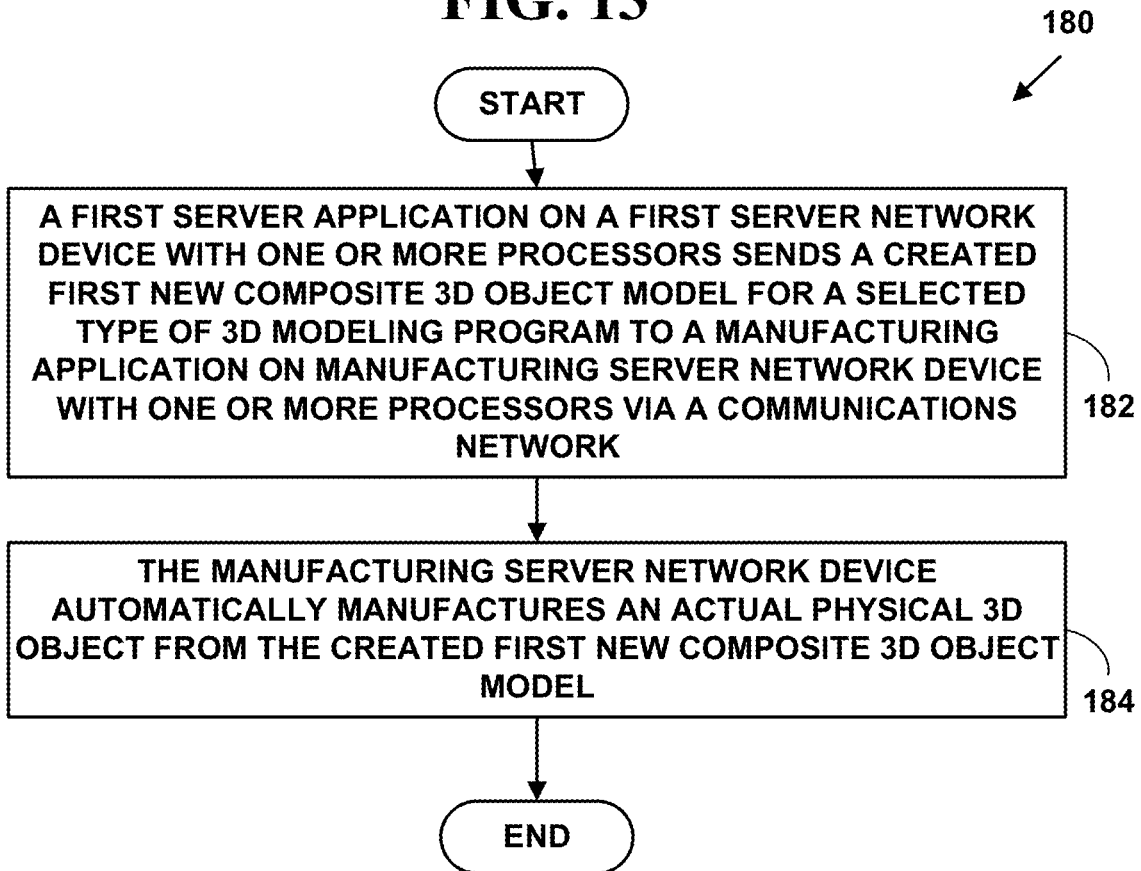 FIG. 13
180
START
A FIRST SERVER APPLICATION ON A FIRST SERVER NETWORK
DEVICE WITH ONE OR MORE PROCESSORS SENDS A CREATED
FIRST NEW COMPOSITE 3D OBJECT MODEL FOR A SELECTED
TYPE OF 3D MODELING PROGRAM TO A MANUFACTURING
APPLICATION ON MANUFACTURING SERVER NETWORK DEVICE
WITH ONE OR MORE PROCESSORS VIA A COMMUNICATIONS
NETWORK
182
THE MANUFACTURING SERVER NETWORK DEVICE
AUTOMATICALLY MANUFACTURES AN ACTUAL PHYSICAL 3D
OBJECT FROM THE CREATED FIRST NEW COMPOSITE 3D OBJECT
MODEL
184
END